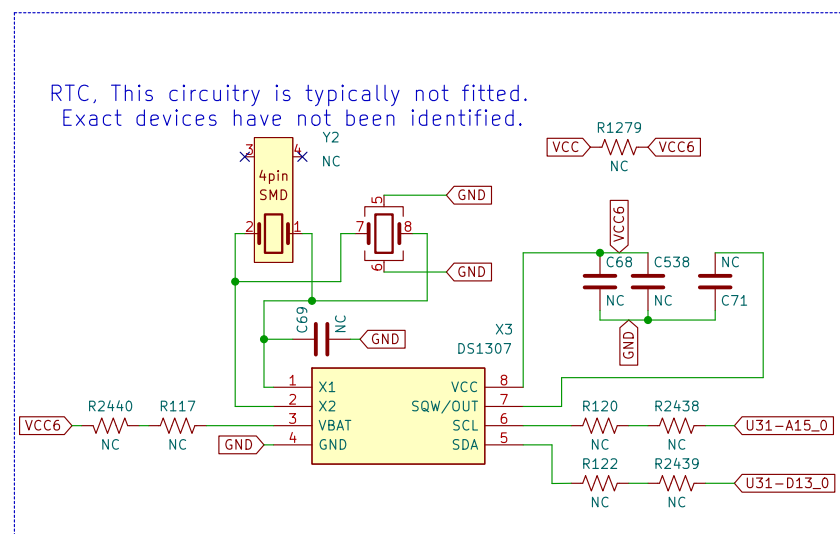 RTC, This circuitry is typically not fitted.
Exact devices have not been identified.
Y2
NC
3
4
4pin
SMD
2
1
5
GND
7
8
6
GND
R1279
VCC
VCC6
NC
VCC6
C68
C538
NC
NC
NC
C71
GND
C69
NC
GND
X3
DS1307
1
X1
VCC
8
2
X2
SQW/OUT
7
3
VBAT
SCL
6
4
GND
SDA
5
VCC6
R2440
NC
R117
NC
GND
R120
NC
R2438
NC
U31-A15_0
R122
NC
R2439
NC
U31-D13_0